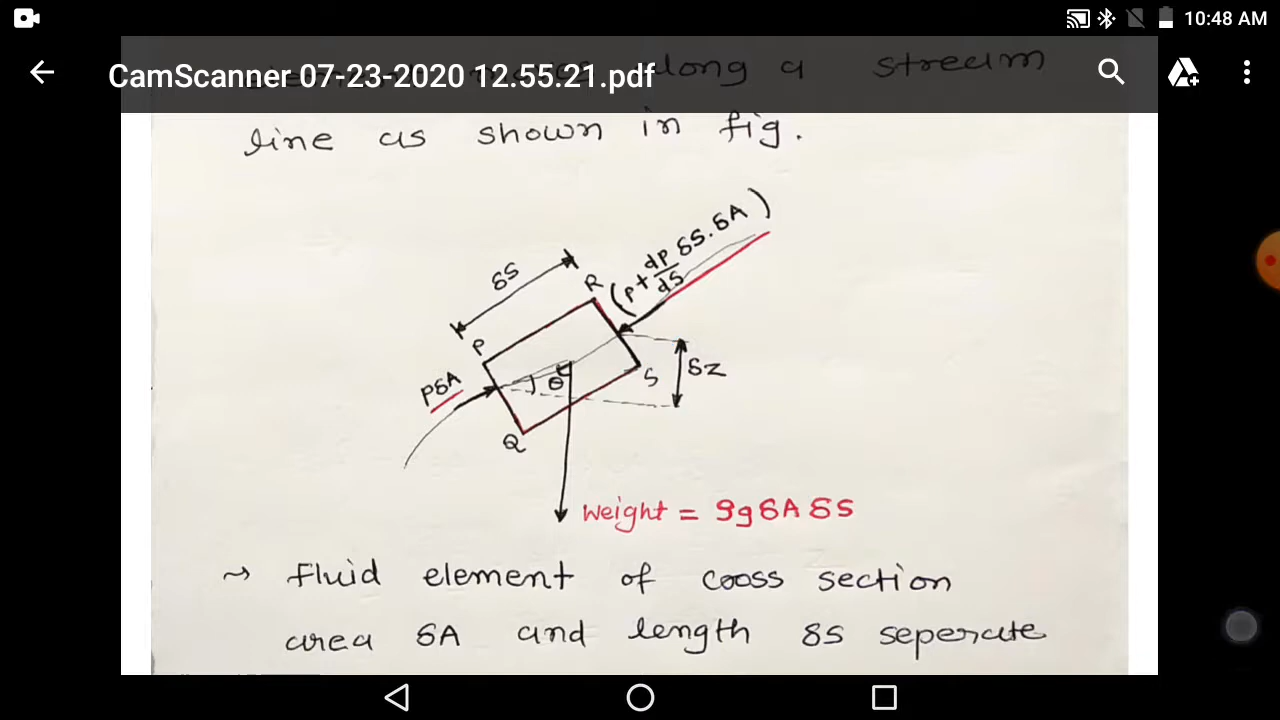 10:48 AM
CamScanner 07-23-2020 12.55.21.pdf
along a stream
line as shown in fig.
δS
(P+dP/dS δS.δA)
R
P
PδA
θ
S
δZ
Q
Weight = ρgδA δS
~> fluid element of cooss section
area δA and length δS seperate